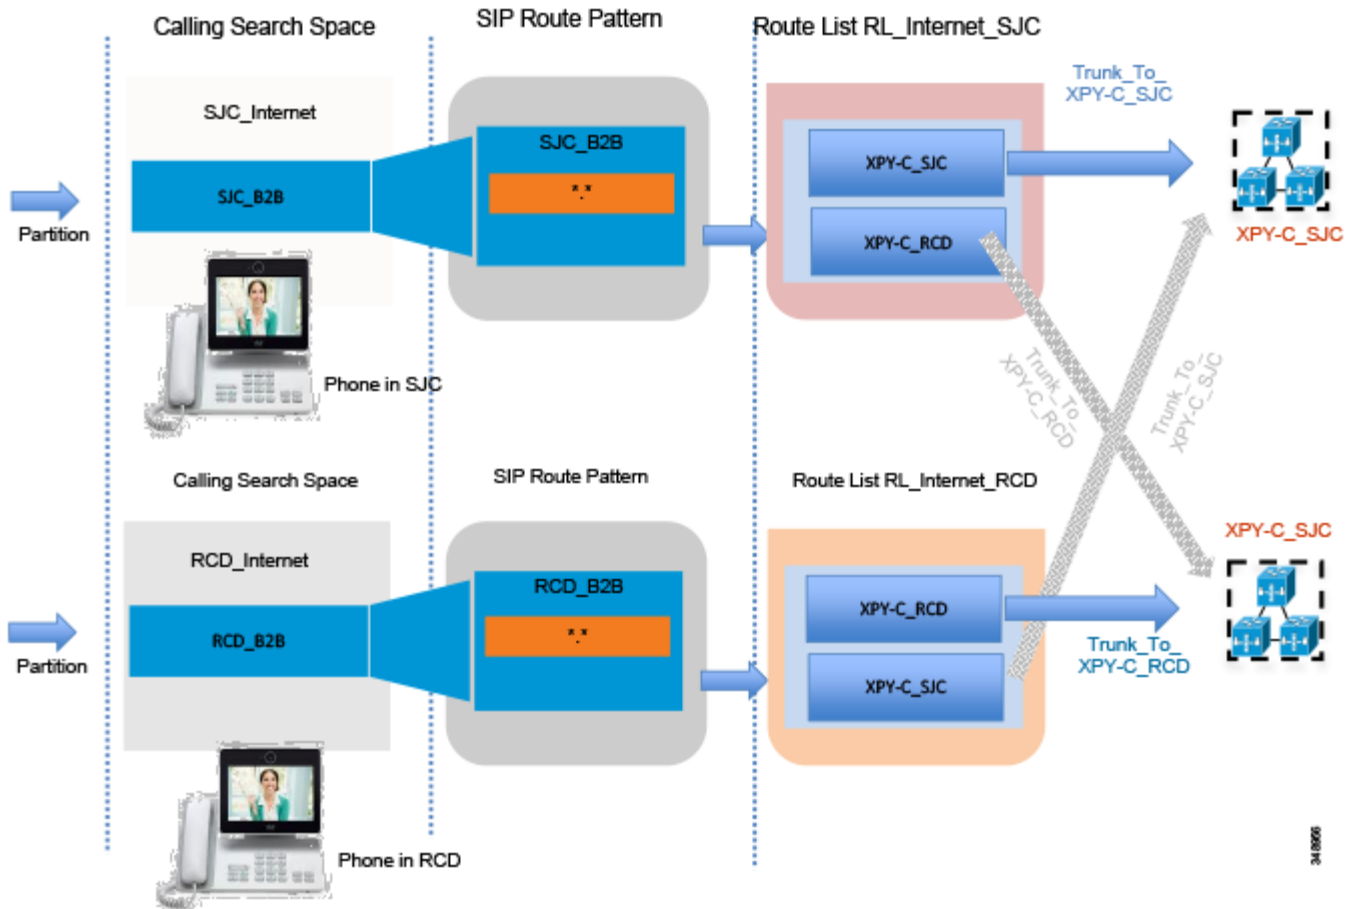 Calling Search Space
SIP Route Pattern
Route List RL_Internet_SJC
Partition
SJC_Internet
SJC_B2B
SJC_B2B
*.*
XPY-C_SJC
XPY-C_RCD
Trunk_To_
XPY-C_SJC
XPY-C_SJC
Phone in SJC
Trunk_To_
XPY-C_RCD
Trunk_To_
XPY-C_SJC
Calling Search Space
SIP Route Pattern
Route List RL_Internet_RCD
Partition
RCD_Internet
RCD_B2B
RCD_B2B
*.*
XPY-C_RCD
XPY-C_SJC
Trunk_To_
XPY-C_RCD
XPY-C_SJC
Phone in RCD
348966